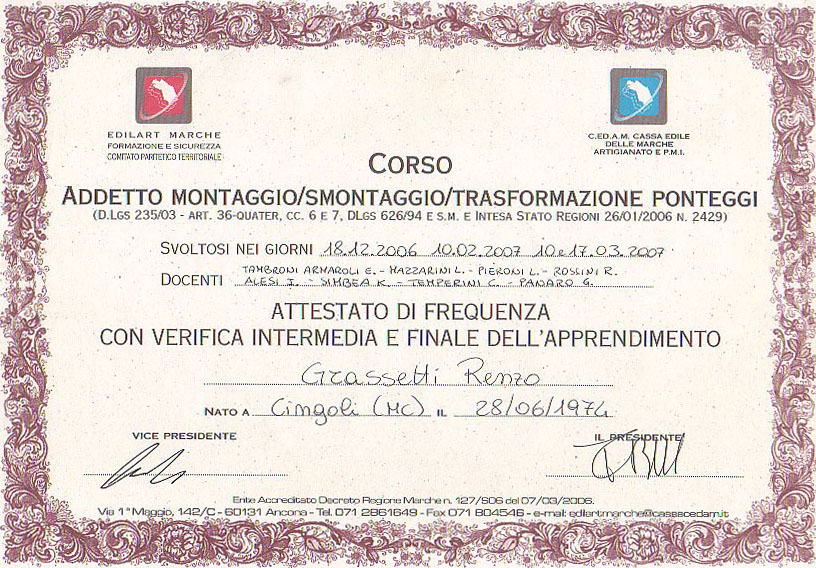 EDILART MARCHE
FORMAZIONE E SICUREZZA
COMITATO PARITETICO TERRITORIALE
C.ED.A.M. CASSA EDILE
DELLE MARCHE
ARTIGIANATO E P.M.I.
CORSO
ADDETTO MONTAGGIO/SMONTAGGIO/TRASFORMAZIONE PONTEGGI
(D.LGS 235/03 - ART. 36-QUATER, CC. 6 E 7, DLGS 626/94 E S.M. E INTESA STATO REGIONI 26/01/2006 N. 2429)
SVOLTOSI NEI GIORNI 18.12.2006 10.02.2007 10 e 17.03.2007
DOCENTI TAMBRONI ARMAROLI E. - MAZZARINI L. - PIERONI L. - ROSSINI R.
ALESI I. - SIMBEA K. - TEMPERINI C. - PANARO G.
ATTESTATO DI FREQUENZA
CON VERIFICA INTERMEDIA E FINALE DELL'APPRENDIMENTO
Grassetti Renzo
NATO A Cingoli (MC) IL 28/06/1974
VICE PRESIDENTE
IL PRESIDENTE
Ente Accreditato Decreto Regione Marche n. 127/S06 del 07/03/2006.
Via 1° Maggio, 142/C - 60131 Ancona - Tel. 071 2861649 - Fax 071 804546 - e-mail: edilartmarche@cassacedam.it